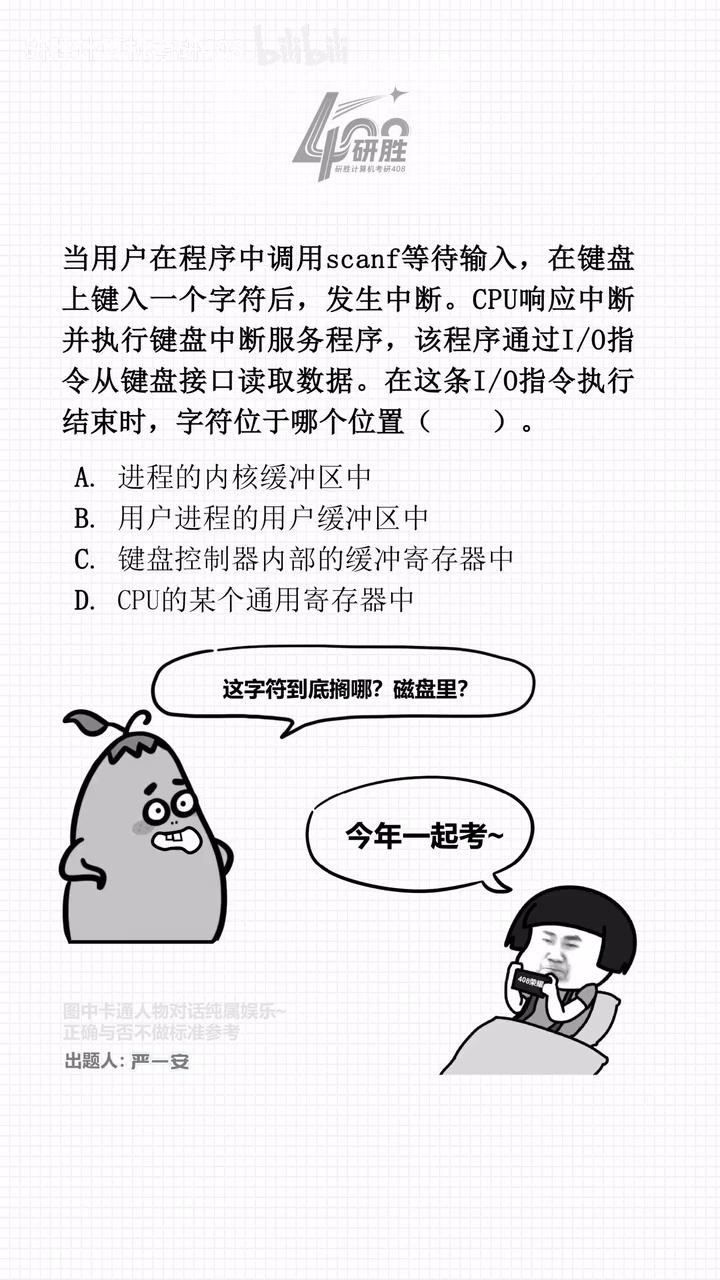 bilibili
408
研胜
研胜计算机考研408
当用户在程序中调用scanf等待输入，在键盘
上键入一个字符后，发生中断。CPU响应中断
并执行键盘中断服务程序，该程序通过I/O指
令从键盘接口读取数据。在这条I/O指令执行
结束时，字符位于哪个位置（　　）。
A. 进程的内核缓冲区中
B. 用户进程的用户缓冲区中
C. 键盘控制器内部的缓冲寄存器中
D. CPU的某个通用寄存器中
这字符到底搁哪？磁盘里？
今年一起考~
408荣耀
图中卡通人物对话纯属娱乐~
正确与否不做标准参考
出题人：严一安